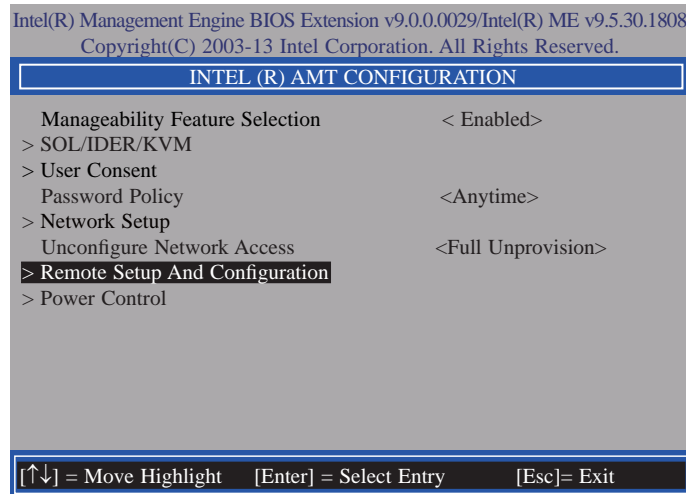 Intel(R) Management Engine BIOS Extension v9.0.0.0029/Intel(R) ME v9.5.30.1808
Copyright(C) 2003-13 Intel Corporation. All Rights Reserved.
INTEL (R) AMT CONFIGURATION
Manageability Feature Selection < Enabled>
> SOL/IDER/KVM
> User Consent
Password Policy <Anytime>
> Network Setup
Unconfigure Network Access <Full Unprovision>
> Remote Setup And Configuration
> Power Control
[↑↓] = Move Highlight [Enter] = Select Entry [Esc]= Exit